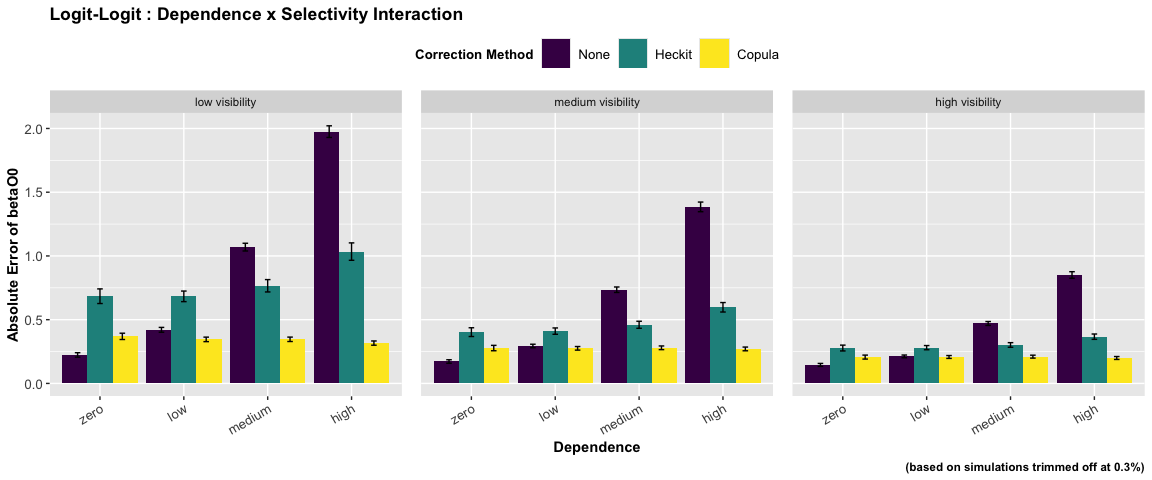 Logit-Logit : Dependence x Selectivity Interaction
Correction Method None Heckit Copula
low visibility medium visibility high visibility
Absolute Error of betaO0
2.0
1.5
1.0
0.5
0.0
zero low medium high zero low medium high zero low medium high
Dependence
(based on simulations trimmed off at 0.3%)